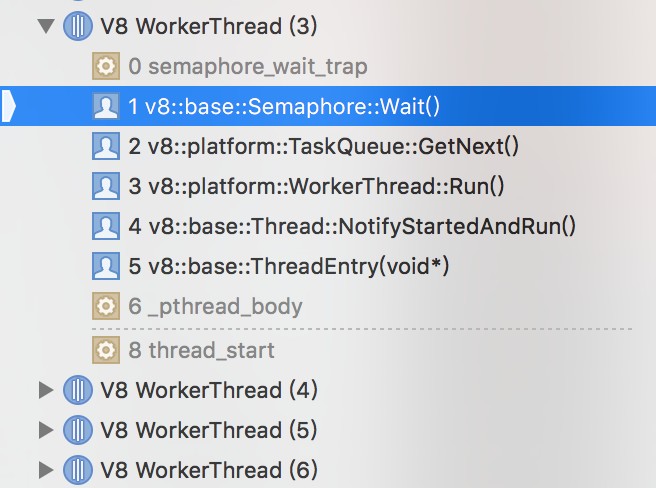 V8 WorkerThread (3)
0 semaphore_wait_trap
1 v8::base::Semaphore::Wait()
2 v8::platform::TaskQueue::GetNext()
3 v8::platform::WorkerThread::Run()
4 v8::base::Thread::NotifyStartedAndRun()
5 v8::base::ThreadEntry(void*)
6 _pthread_body
8 thread_start
V8 WorkerThread (4)
V8 WorkerThread (5)
V8 WorkerThread (6)